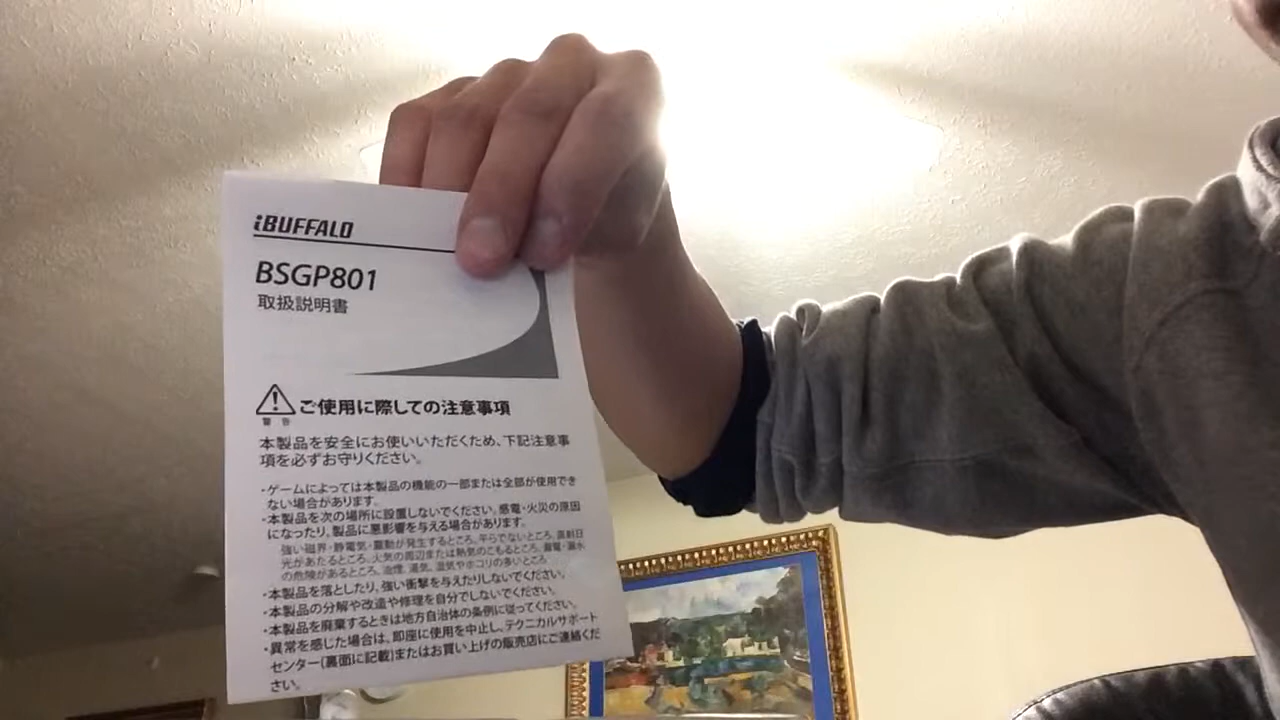 iBUFFALO
BSGP801
取扱説明書
警告
ご使用に際しての注意事項
本製品を安全にお使いいただくため、下記注意事
項を必ずお守りください。
・ゲームによっては本製品の機能の一部または全部が使用でき
ない場合があります。
・本製品を次の場所に設置しないでください。感電・火災の原因
になったり、製品に悪影響を与える場合があります。
強い磁界・静電気・震動が発生するところ、平らでないところ、直射日
光があたるところ、火気の周辺または熱気のこもるところ、漏電・漏水
の危険があるところ、油煙、湯気、湿気やホコリの多いところ
・本製品を落としたり、強い衝撃を与えたりしないでください。
・本製品の分解や改造や修理を自分でしないでください。
・本製品を廃棄するときは地方自治体の条例に従ってください。
・異常を感じた場合は、即座に使用を中止し、テクニカルサポート
センター(裏面に記載)またはお買い上げの販売店にご連絡くだ
さい。